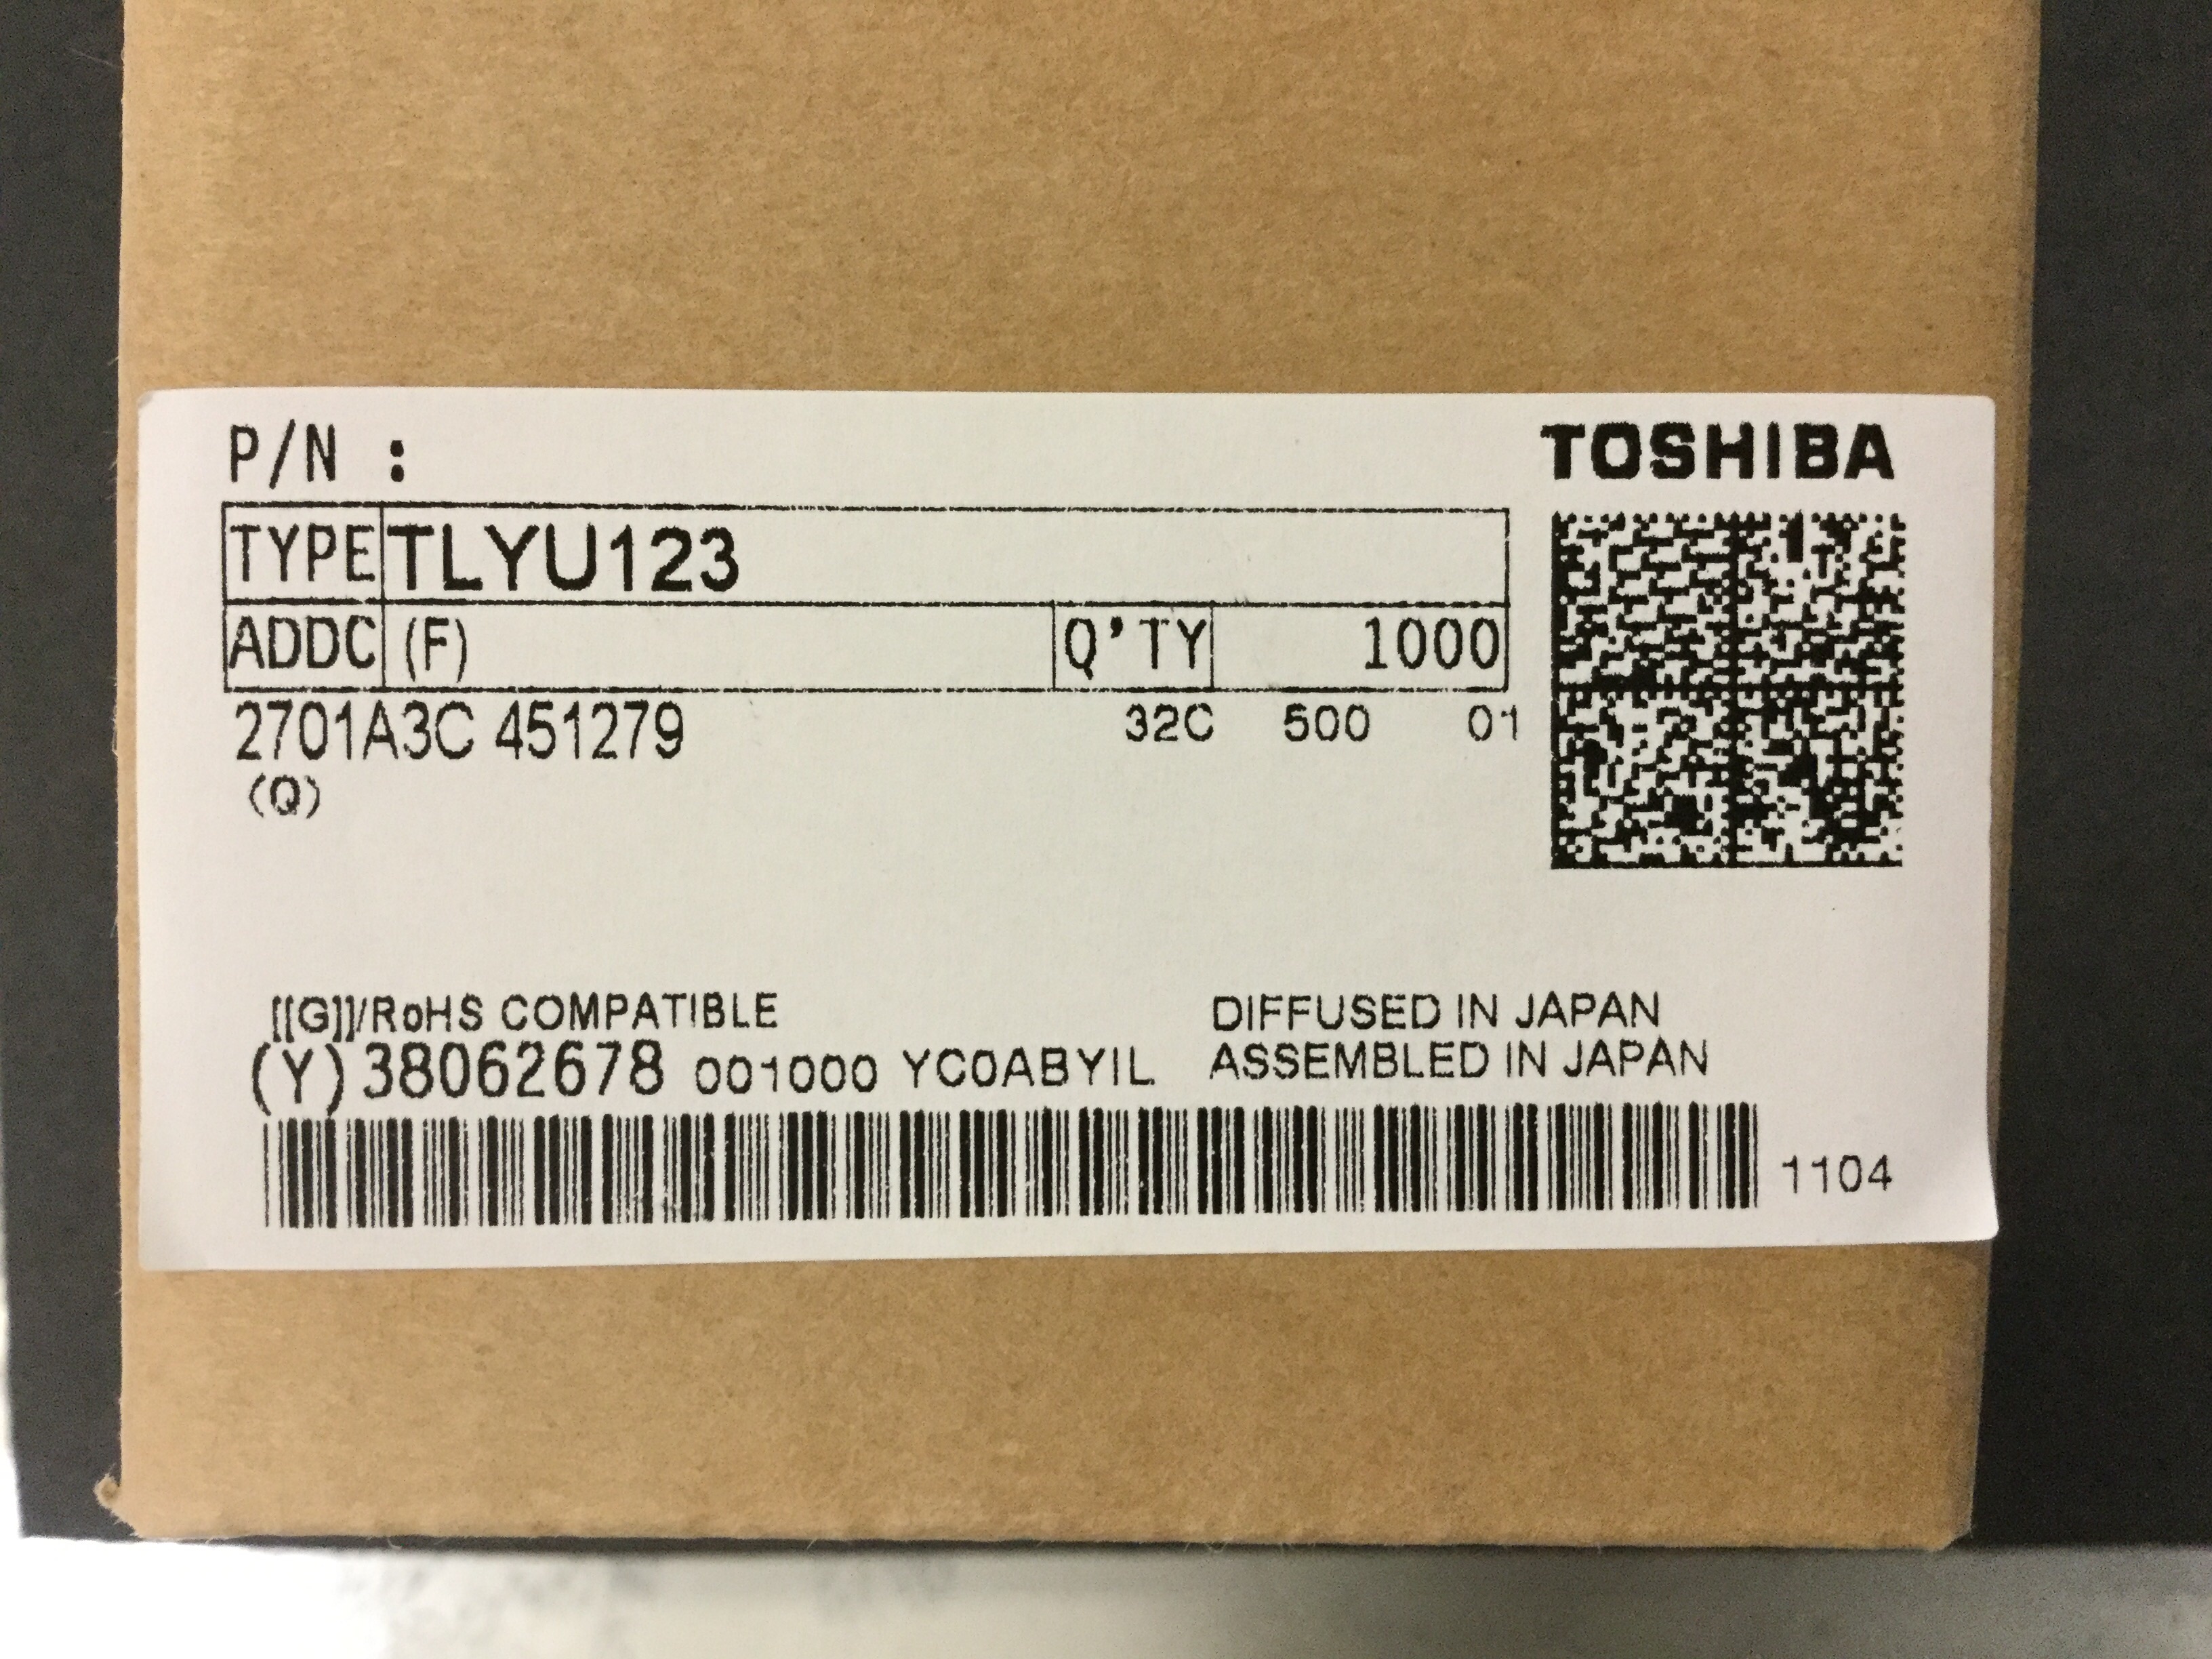 P/N :
TOSHIBA
TYPE TLYU123
ADDC (F) Q'TY 1000
2701A3C 451279 32C 500 01
(Q)
[[G]]/RoHS COMPATIBLE DIFFUSED IN JAPAN
(Y) 38062678 001000 YC0ABYIL ASSEMBLED IN JAPAN
1104